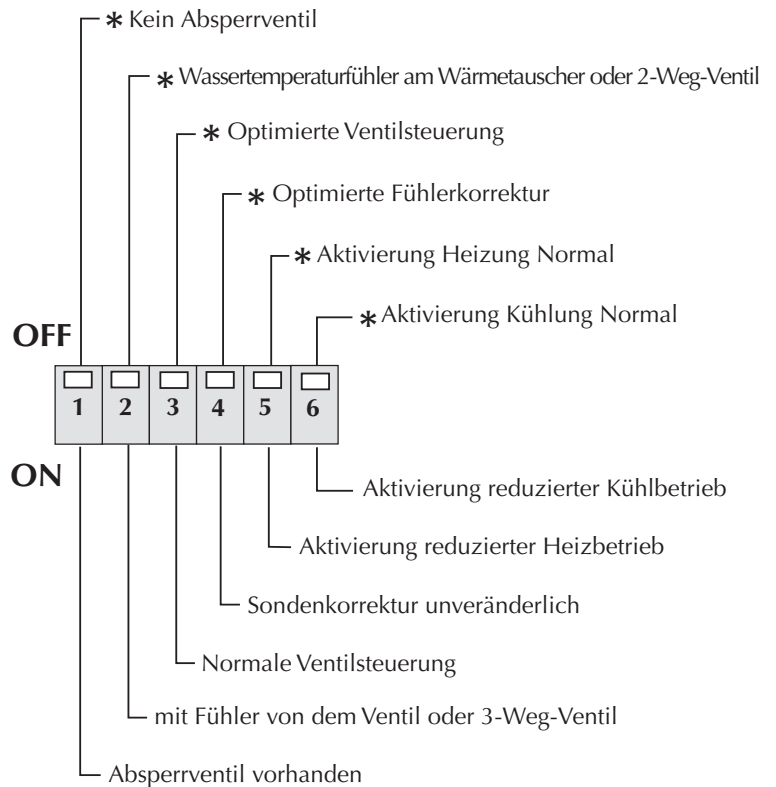 * Kein Absperrventil
* Wassertemperaturfühler am Wärmetauscher oder 2-Weg-Ventil
* Optimierte Ventilsteuerung
* Optimierte Fühlerkorrektur
* Aktivierung Heizung Normal
* Aktivierung Kühlung Normal
OFF
1 2 3 4 5 6
ON
Aktivierung reduzierter Kühlbetrieb
Aktivierung reduzierter Heizbetrieb
Sondenkorrektur unveränderlich
Normale Ventilsteuerung
mit Fühler von dem Ventil oder 3-Weg-Ventil
Absperrventil vorhanden